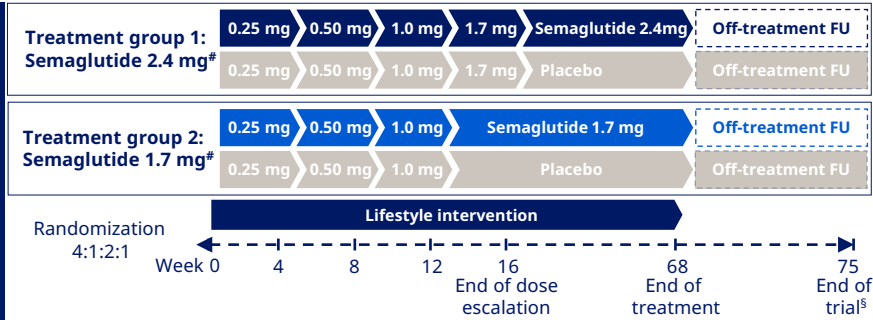 Treatment group 1:
Semaglutide 2.4 mg#
0.25 mg 0.50 mg 1.0 mg 1.7 mg Semaglutide 2.4mg Off-treatment FU
0.25 mg 0.50 mg 1.0 mg 1.7 mg Placebo Off-treatment FU
Treatment group 2:
Semaglutide 1.7 mg#
0.25 mg 0.50 mg 1.0 mg Semaglutide 1.7 mg Off-treatment FU
0.25 mg 0.50 mg 1.0 mg Placebo Off-treatment FU
Lifestyle intervention
Randomization
4:1:2:1
Week 0 4 8 12 16 68 75
End of dose
escalation
End of
treatment
End of
trial§